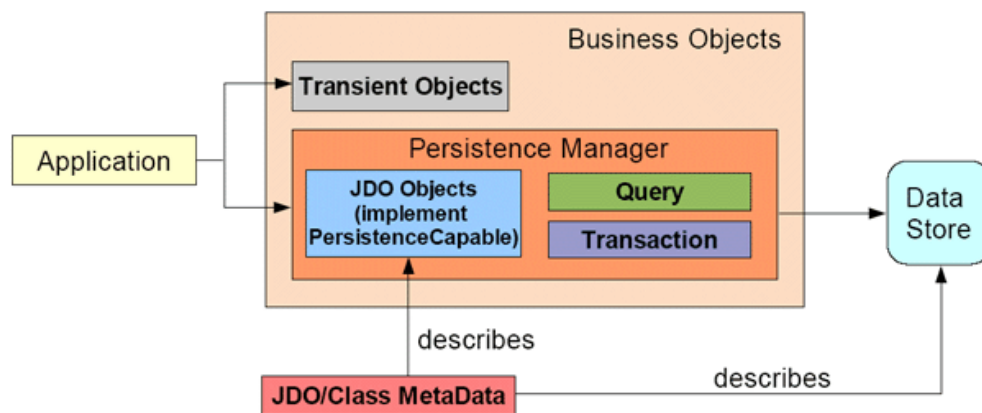 Business Objects
Transient Objects
Application
Persistence Manager
JDO Objects
(implement
PersistenceCapable)
Query
Transaction
Data
Store
describes
describes
JDO/Class MetaData